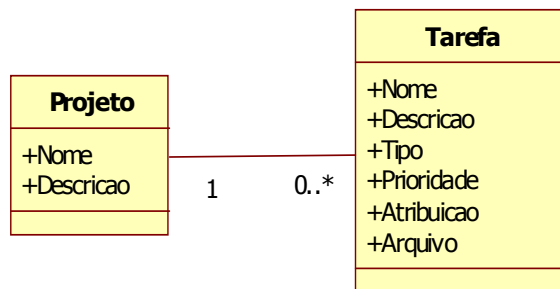 Projeto
+Nome
+Descricao
1
0..*
Tarefa
+Nome
+Descricao
+Tipo
+Prioridade
+Atribuicao
+Arquivo